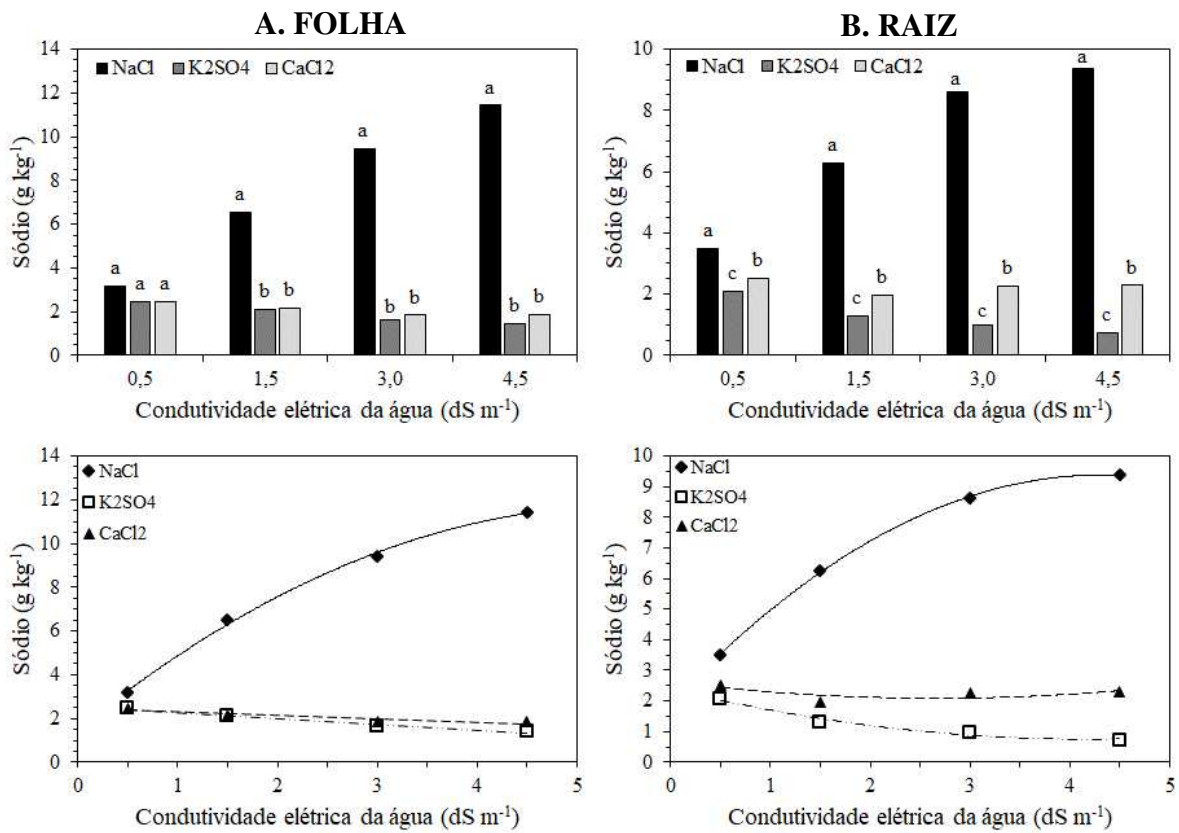 A. FOLHA
14
12
10
8
6
4
2
0
Sódio (g kg-1)
NaCl K2SO4 CaCl2
a a a
a b b
a b b
a b b
0,5 1,5 3,0 4,5
Condutividade elétrica da água (dS m-1)
B. RAIZ
10
8
6
4
2
0
Sódio (g kg-1)
NaCl K2SO4 CaCl2
a c b
a c b
a c b
a c b
0,5 1,5 3,0 4,5
Condutividade elétrica da água (dS m-1)
14
12
10
8
6
4
2
0
Sódio (g kg-1)
NaCl
K2SO4
CaCl2
0 1 2 3 4 5
Condutividade elétrica da água (dS m-1)
10
9
8
7
6
5
4
3
2
1
0
Sódio (g kg-1)
NaCl
K2SO4
CaCl2
0 1 2 3 4 5
Condutividade elétrica da água (dS m-1)